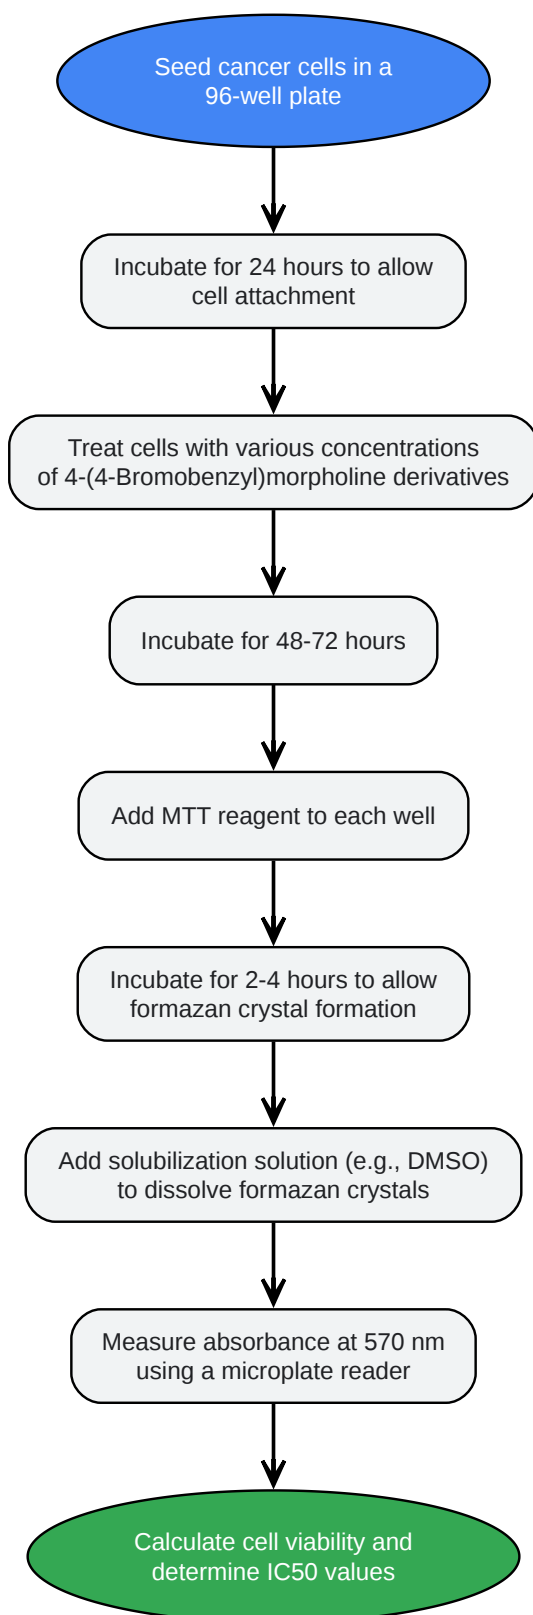 Seed cancer cells in a
96-well plate
Incubate for 24 hours to allow
cell attachment
Treat cells with various concentrations
of 4-(4-Bromobenzyl)morpholine derivatives
Incubate for 48-72 hours
Add MTT reagent to each well
Incubate for 2-4 hours to allow
formazan crystal formation
Add solubilization solution (e.g., DMSO)
to dissolve formazan crystals
Measure absorbance at 570 nm
using a microplate reader
Calculate cell viability and
determine IC50 values